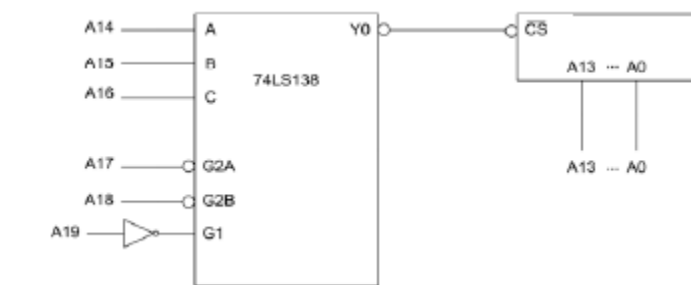 A14 A Y0 CS
A15 B A13 ... A0
A16 C 74LS138
A17 G2A A13 ... A0
A18 G2B
A19 G1